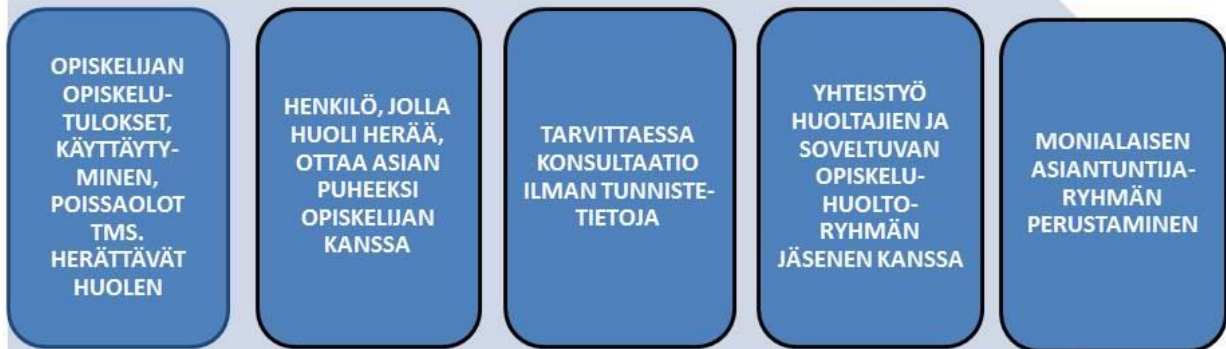 OPISKELIJAN
OPISKELU-
TULOKSET,
KÄYTTÄYTY-
MINEN,
POISSAOLOT
TMS.
HERÄTTÄVÄT
HUOLEN
HENKILÖ, JOLLA
HUOLI HERÄÄ,
OTTAA ASIAN
PUHEEKSI
OPISKELIJAN
KANSSA
TARVITTAESSA
KONSULTAATIO
ILMAN TUNNISTE-
TIETOJA
YHTEISTYÖ
HUOLTAJIEN JA
SOVELTUVAN
OPISKELU-
HUOLTO-
RYHMÄN
JÄSENEN KANSSA
MONIALAISEN
ASIANTUNTIJA-
RYHMÄN
PERUSTAMINEN